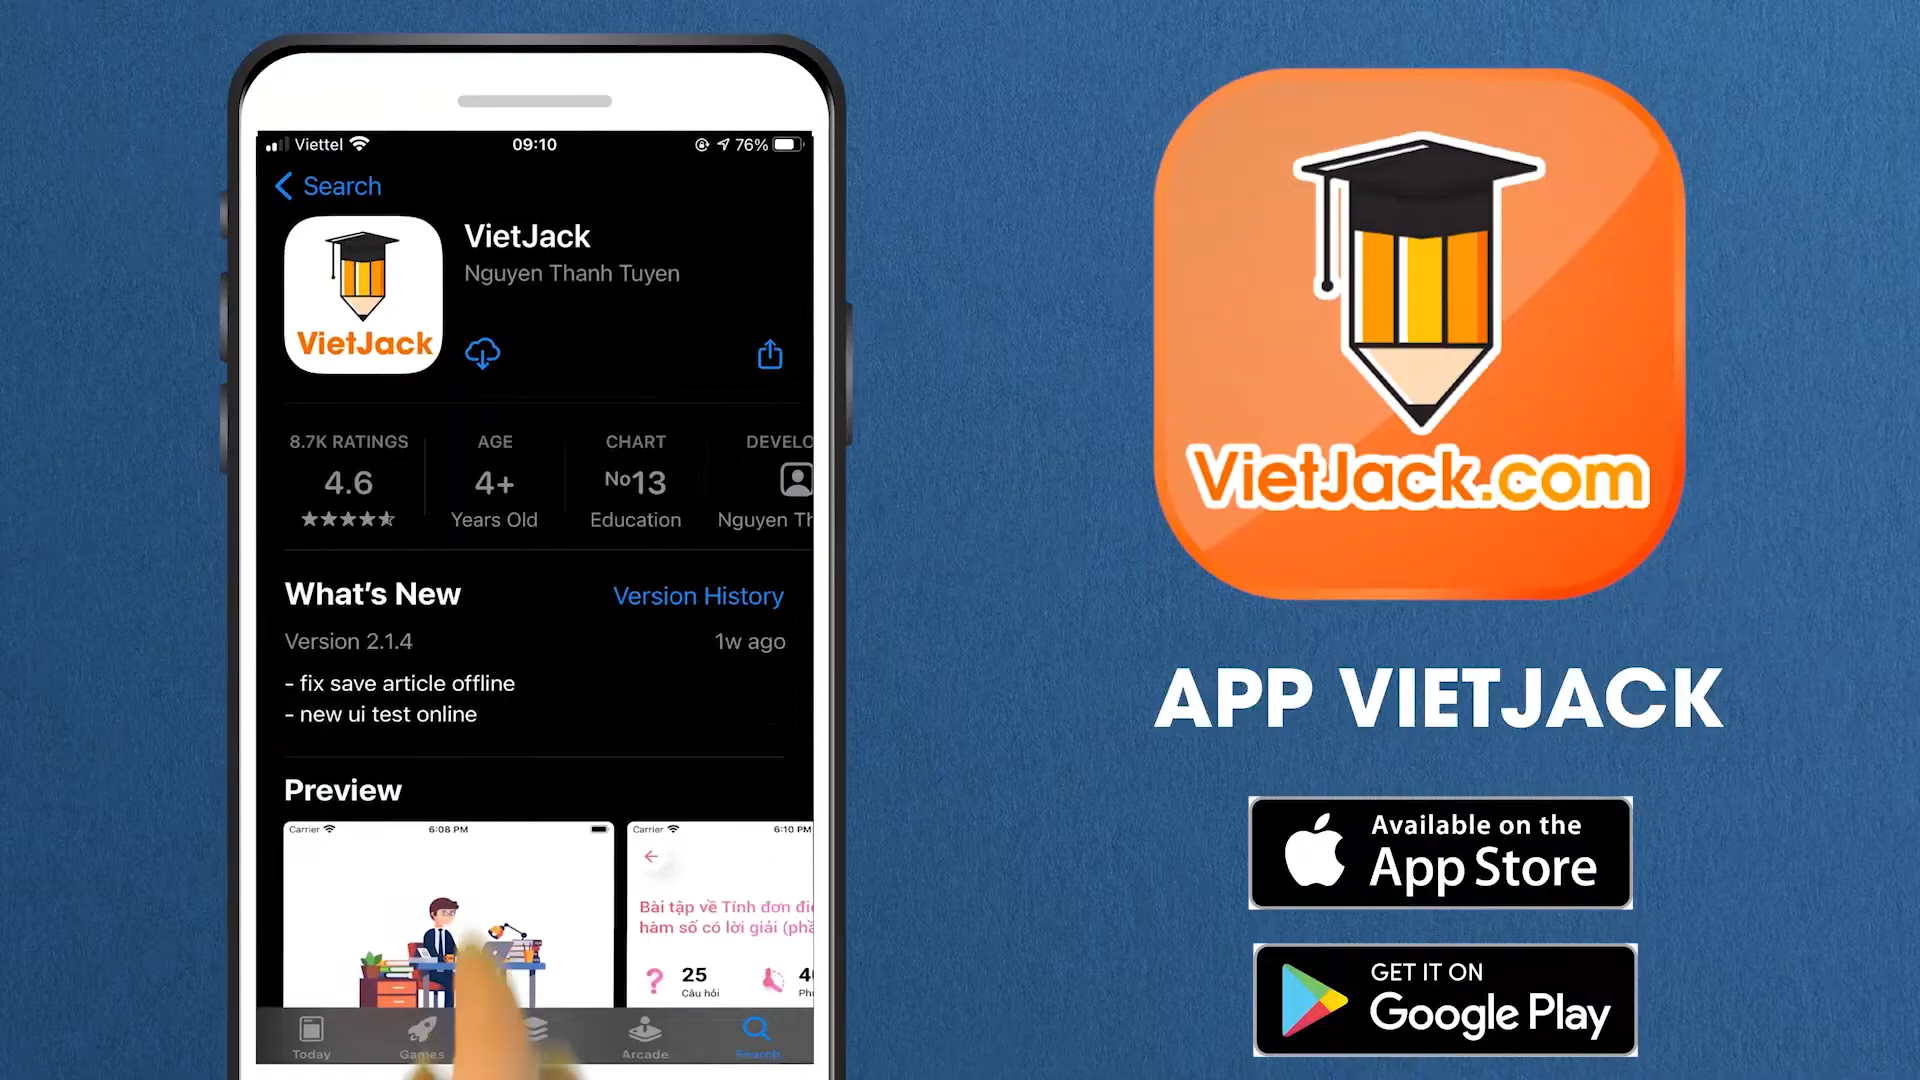 Viettel
09:10
76%
Search
VietJack
VietJack
Nguyen Thanh Tuyen
8.7K RATINGS
4.6
AGE
4+
Years Old
CHART
No13
Education
DEVELO
Nguyen Th
What's New
Version History
Version 2.1.4
1w ago
- fix save article offline
- new ui test online
Preview
Carrier
6:08 PM
Carrier
6:10 PM
Bài tập về Tính đơn điệ
hàm số có lời giải (phầ
25
Câu hỏi
Today
Games
Arcade
Search
VietJack.com
APP VIETJACK
Available on the
App Store
GET IT ON
Google Play